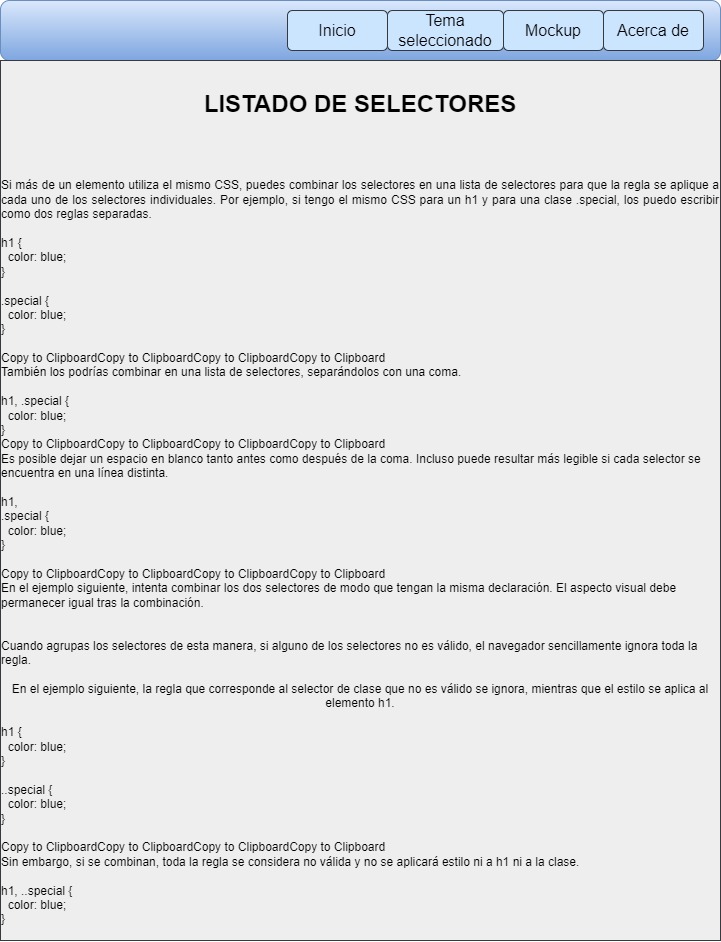 Inicio
Tema
seleccionado
Mockup
Acerca de
LISTADO DE SELECTORES
Si más de un elemento utiliza el mismo CSS, puedes combinar los selectores en una lista de selectores para que la regla se aplique a
cada uno de los selectores individuales. Por ejemplo, si tengo el mismo CSS para un h1 y para una clase .special, los puedo escribir
como dos reglas separadas.
h1 {
  color: blue;
}
.special {
  color: blue;
}
Copy to ClipboardCopy to ClipboardCopy to ClipboardCopy to Clipboard
También los podrías combinar en una lista de selectores, separándolos con una coma.
h1, .special {
  color: blue;
}
Copy to ClipboardCopy to ClipboardCopy to ClipboardCopy to Clipboard
Es posible dejar un espacio en blanco tanto antes como después de la coma. Incluso puede resultar más legible si cada selector se
encuentra en una línea distinta.
h1,
.special {
  color: blue;
}
Copy to ClipboardCopy to ClipboardCopy to ClipboardCopy to Clipboard
En el ejemplo siguiente, intenta combinar los dos selectores de modo que tengan la misma declaración. El aspecto visual debe
permanecer igual tras la combinación.
Cuando agrupas los selectores de esta manera, si alguno de los selectores no es válido, el navegador sencillamente ignora toda la
regla.
En el ejemplo siguiente, la regla que corresponde al selector de clase que no es válido se ignora, mientras que el estilo se aplica al
elemento h1.
h1 {
  color: blue;
}
..special {
  color: blue;
}
Copy to ClipboardCopy to ClipboardCopy to ClipboardCopy to Clipboard
Sin embargo, si se combinan, toda la regla se considera no válida y no se aplicará estilo ni a h1 ni a la clase.
h1, ..special {
  color: blue;
}